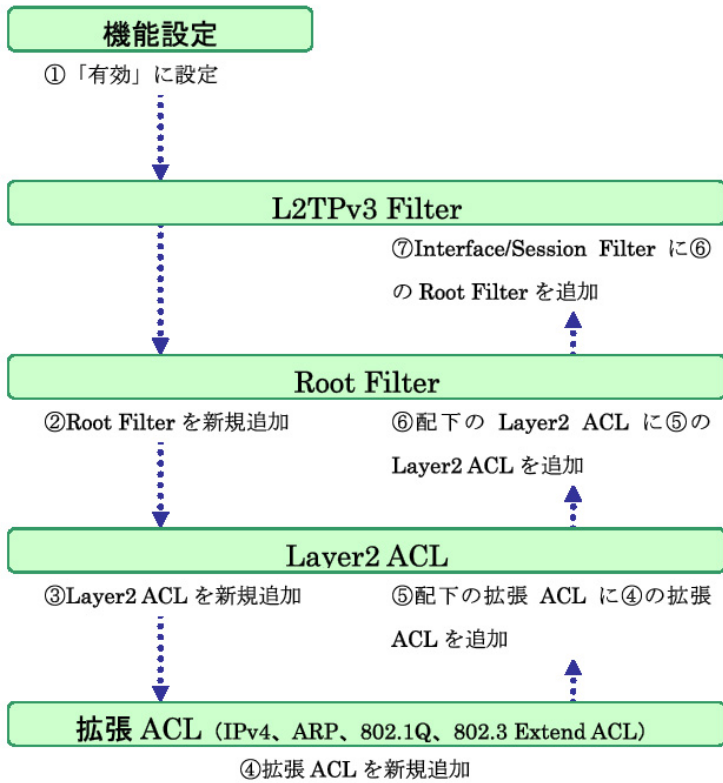 機能設定
①「有効」に設定
L2TPv3 Filter
⑦Interface/Session Filter に⑥
の Root Filter を追加
Root Filter
②Root Filter を新規追加
⑥配下の Layer2 ACL に⑤の
Layer2 ACL を追加
Layer2 ACL
③Layer2 ACL を新規追加
⑤配下の拡張 ACL に④の拡張
ACL を追加
拡張 ACL（IPv4、ARP、802.1Q、802.3 Extend ACL）
④拡張 ACL を新規追加